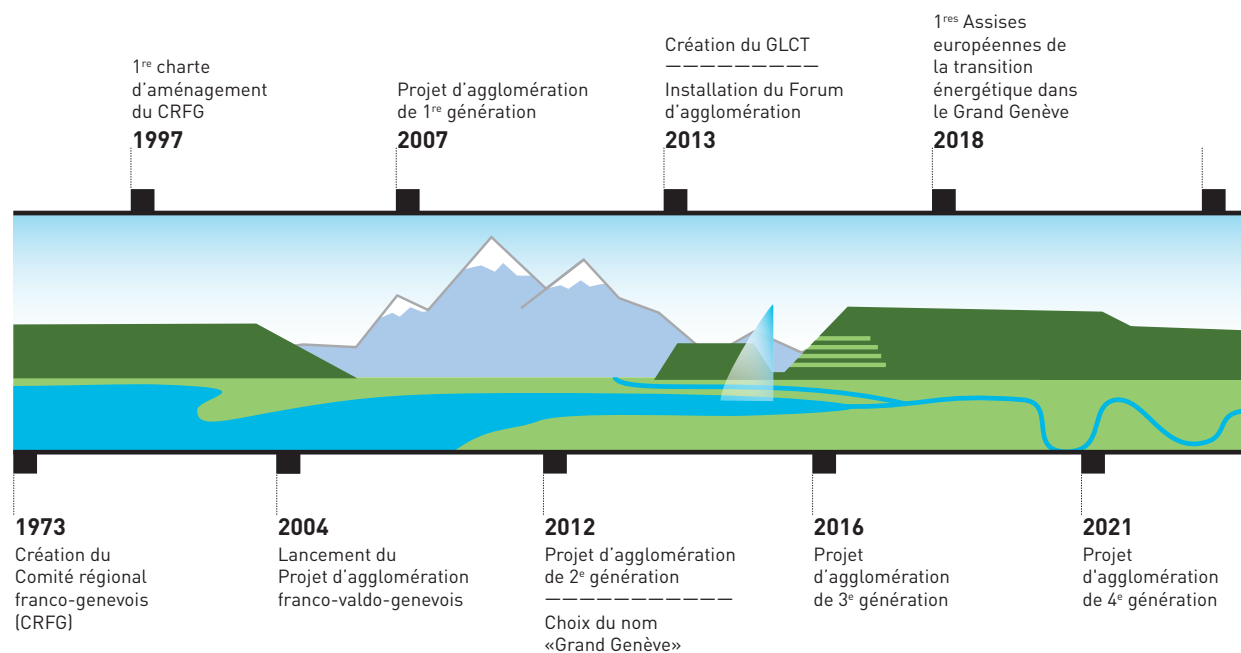 1re charte
d'aménagement
du CRFG
1997
Projet d'agglomération
de 1re génération
2007
Création du GLCT
—————————
Installation du Forum
d'agglomération
2013
1res Assises
européennes de
la transition
énergétique dans
le Grand Genève
2018
1973
Création du
Comité régional
franco-genevois
(CRFG)
2004
Lancement du
Projet d'agglomération
franco-valdo-genevois
2012
Projet d'agglomération
de 2e génération
———————————
Choix du nom
«Grand Genève»
2016
Projet
d'agglomération
de 3e génération
2021
Projet
d'agglomération
de 4e génération